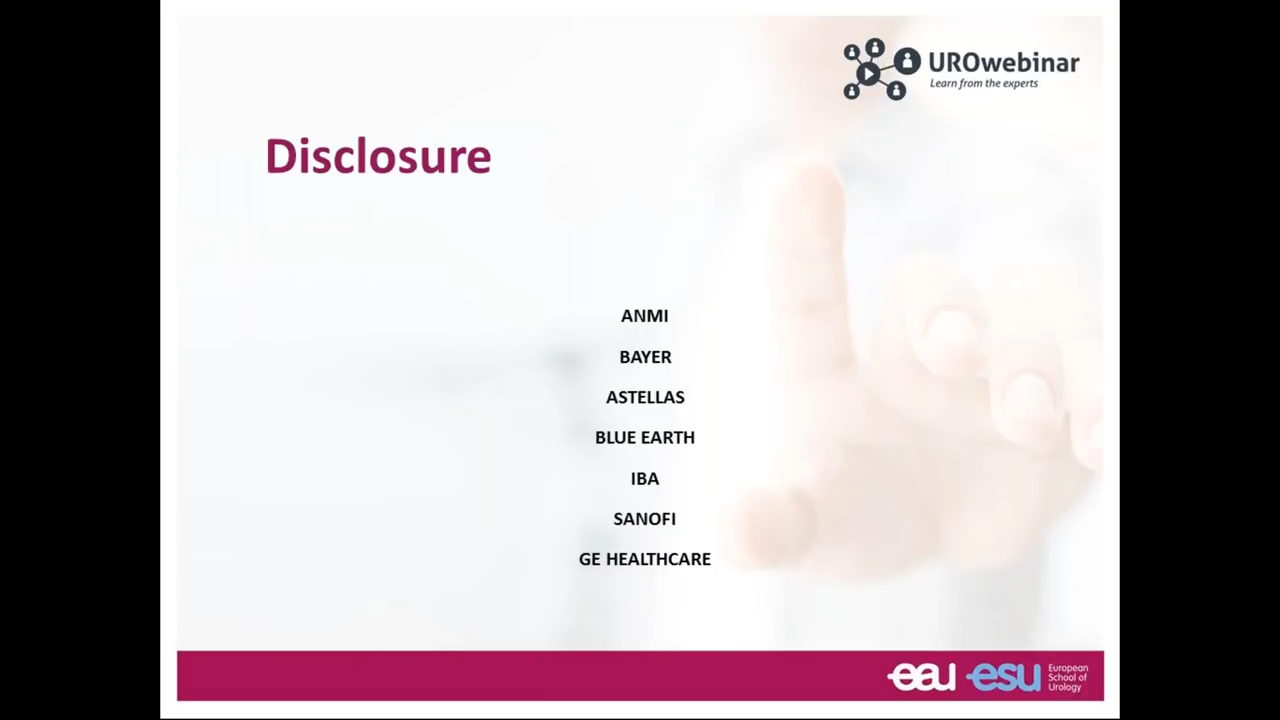 UROwebinar
Learn from the experts
Disclosure
ANMI
BAYER
ASTELLAS
BLUE EARTH
IBA
SANOFI
GE HEALTHCARE
eau esu
European
School of
Urology